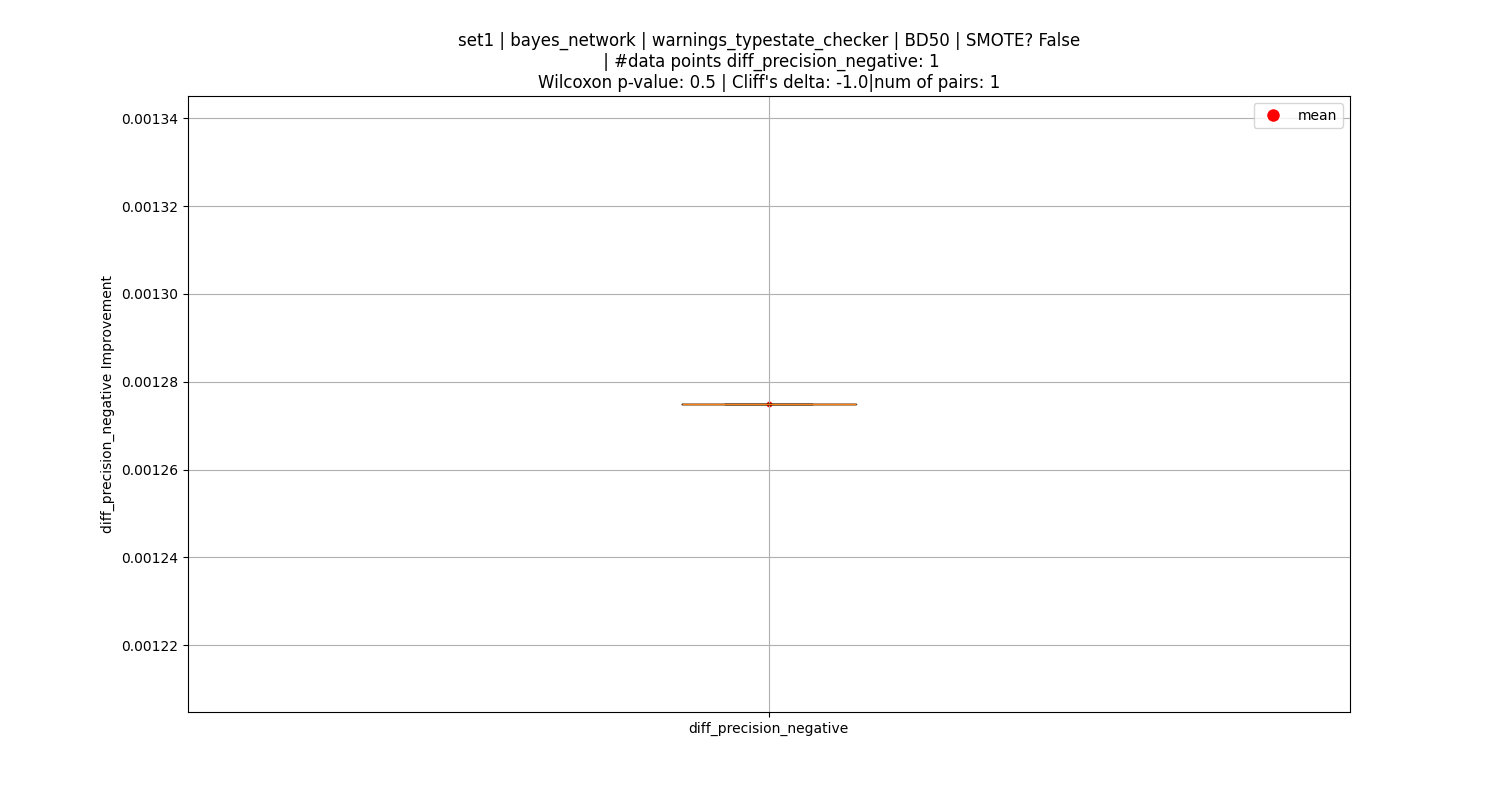 set1 | bayes_network | warnings_typestate_checker | BD50 | SMOTE? False
| #data points diff_precision_negative: 1
Wilcoxon p-value: 0.5 | Cliff's delta: -1.0|num of pairs: 1
mean
0.00134
0.00132
0.00130
0.00128
0.00126
0.00124
0.00122
diff_precision_negative Improvement
diff_precision_negative